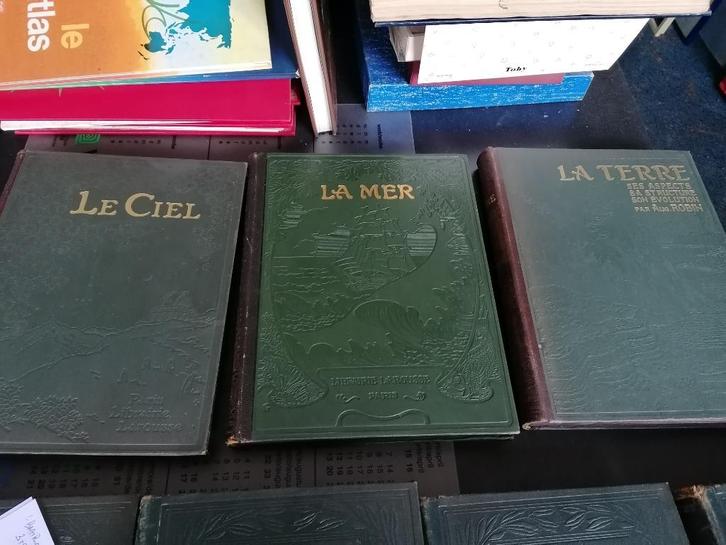 le
tlas
Toby
LE CIEL
Paris
Librairie
Larousse
LA MER
LIBRAIRIE LAROUSSE
PARIS
LA TERRE
SES ASPECTS
SA STRUCTURE
SON ÉVOLUTION
PAR AUG. ROBIN